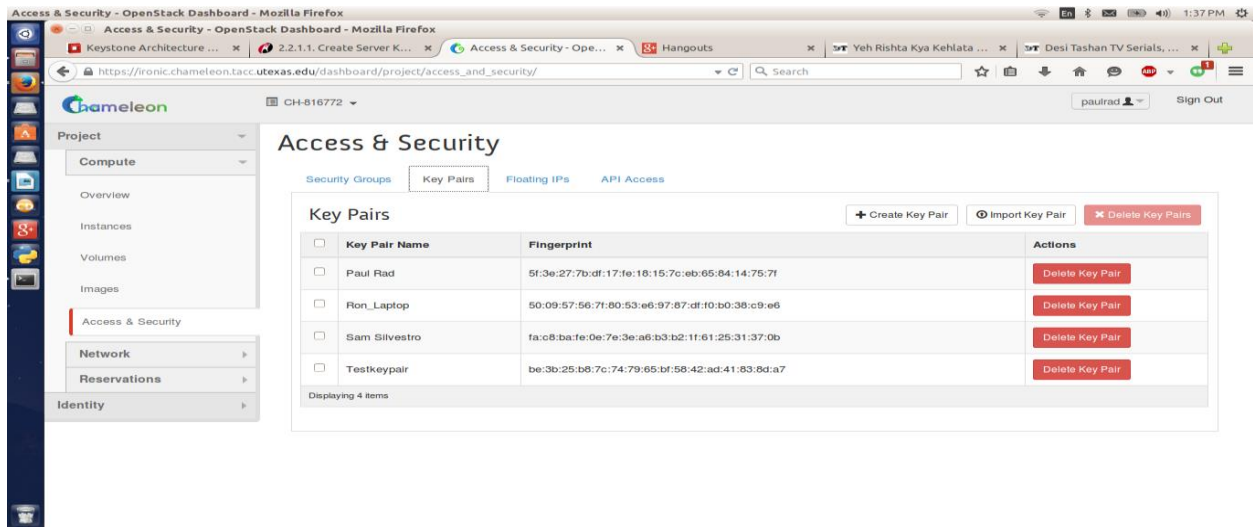 Access & Security - OpenStack Dashboard - Mozilla Firefox
En 1:37 PM
Access & Security - OpenStack Dashboard - Mozilla Firefox
Keystone Architecture ... × 2.2.1.1. Create Server K... × Access & Security - Ope... × Hangouts × Yeh Rishta Kya Kehlata ... × Desi Tashan TV Serials, ... ×
https://ironic.chameleon.tacc.utexas.edu/dashboard/project/access_and_security/ Search ABP 1
Chameleon CH-816772 paulrad Sign Out
Project
Compute
Overview
Instances
Volumes
Images
Access & Security
Network
Reservations
Identity
Access & Security
Security Groups Key Pairs Floating IPs API Access
Key Pairs + Create Key Pair Import Key Pair × Delete Key Pairs
Key Pair Name Fingerprint Actions
Paul Rad 5f:3e:27:7b:df:17:fe:18:15:7c:eb:65:84:14:75:7f Delete Key Pair
Ron_Laptop 50:09:57:56:7f:80:53:e6:97:87:df:f0:b0:38:c9:e6 Delete Key Pair
Sam Silvestro fa:c8:ba:fe:0e:7e:3e:a6:b3:b2:1f:61:25:31:37:0b Delete Key Pair
Testkeypair be:3b:25:b8:7c:74:79:65:bf:58:42:ad:41:83:8d:a7 Delete Key Pair
Displaying 4 items